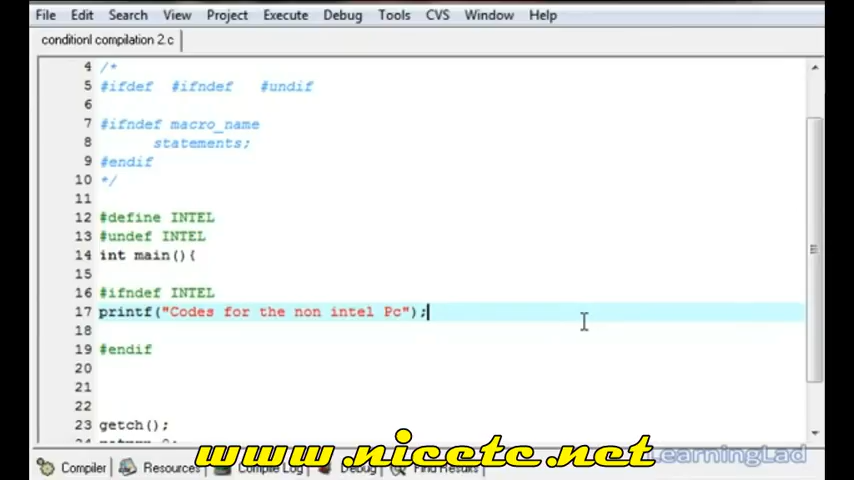 File Edit Search View Project Execute Debug Tools CVS Window Help
conditionl compilation 2.c
4 /*
5 #ifdef #ifndef #undif
6
7 #ifndef macro_name
8 statements;
9 #endif
10 */
11
12 #define INTEL
13 #undef INTEL
14 int main(){
15
16 #ifndef INTEL
17 printf("Codes for the non intel Pc");
18
19 #endif
20
21
22
23 getch();
24 return 0;
Compiler Resources Compile Log Debug Find Results
www.nicetc.net
LearningLad